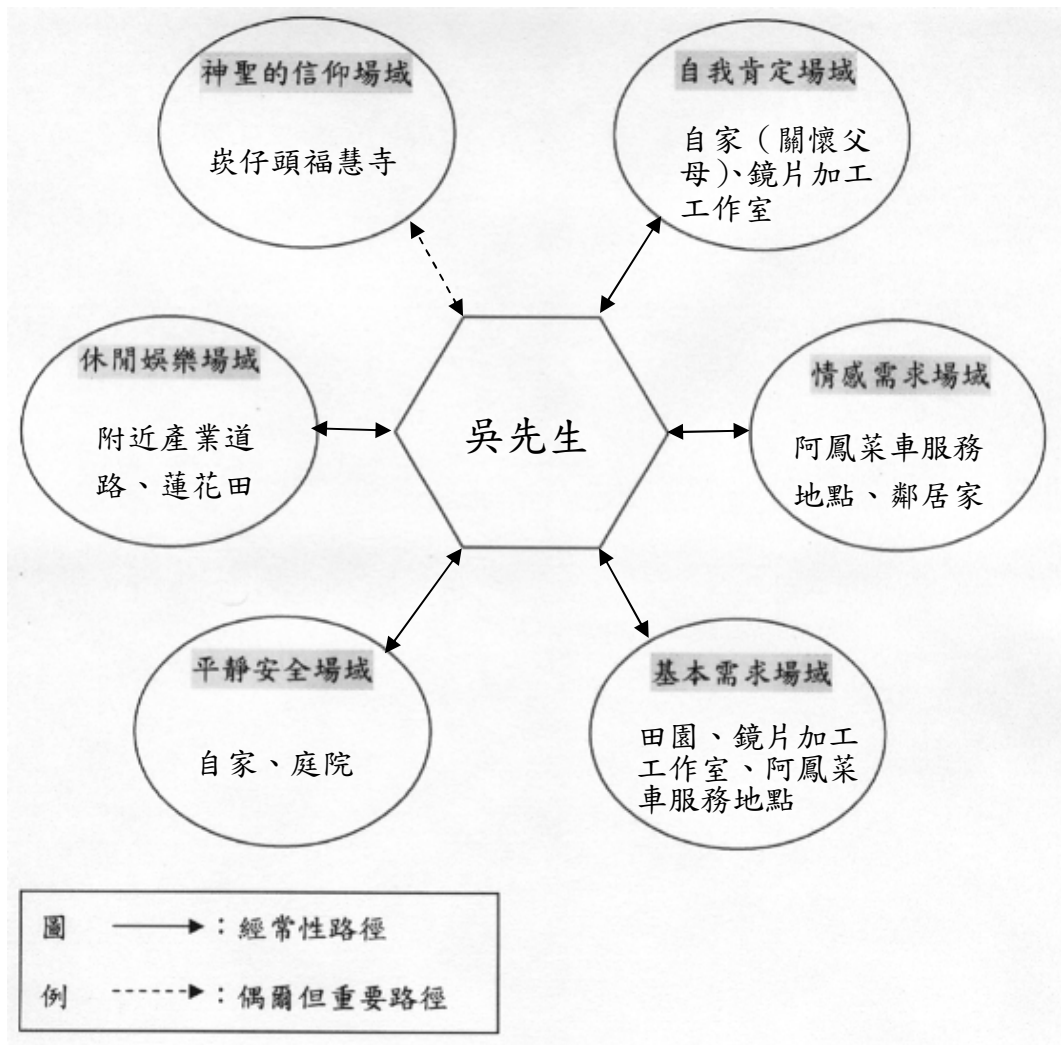 神聖的信仰場域
崁仔頭福慧寺
自我肯定場域
自家（關懷父
母）、鏡片加工
工作室
休閒娛樂場域
附近產業道
路、蓮花田
吳先生
情感需求場域
阿鳳菜車服務
地點、鄰居家
平靜安全場域
自家、庭院
基本需求場域
田園、鏡片加工
工作室、阿鳳菜
車服務地點
圖 ：經常性路徑
例 ：偶爾但重要路徑